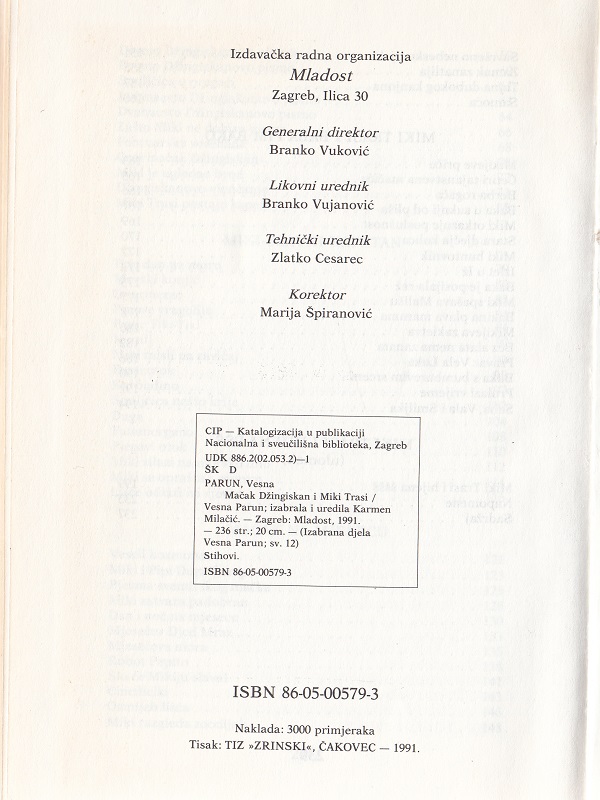 Izdavačka radna organizacija
Mladost
Zagreb, Ilica 30
Generalni direktor
Branko Vuković
Likovni urednik
Branko Vujanović
Tehnički urednik
Zlatko Cesarec
Korektor
Marija Špiranović
CIP — Katalogizacija u publikaciji
Nacionalna i sveučilišna biblioteka, Zagreb
UDK 886.2(02.053.2)—1
ŠK D
PARUN, Vesna
Mačak Džingiskan i Miki Trasi /
Vesna Parun; izabrala i uredila Karmen
Milačić. — Zagreb: Mladost, 1991.
— 236 str.; 20 cm. — (Izabrana djela
Vesna Parun; sv. 12)
Stihovi.
ISBN 86-05-00579-3
ISBN 86-05-00579-3
Naklada: 3000 primjeraka
Tisak: TIZ »ZRINSKI«, ČAKOVEC — 1991.